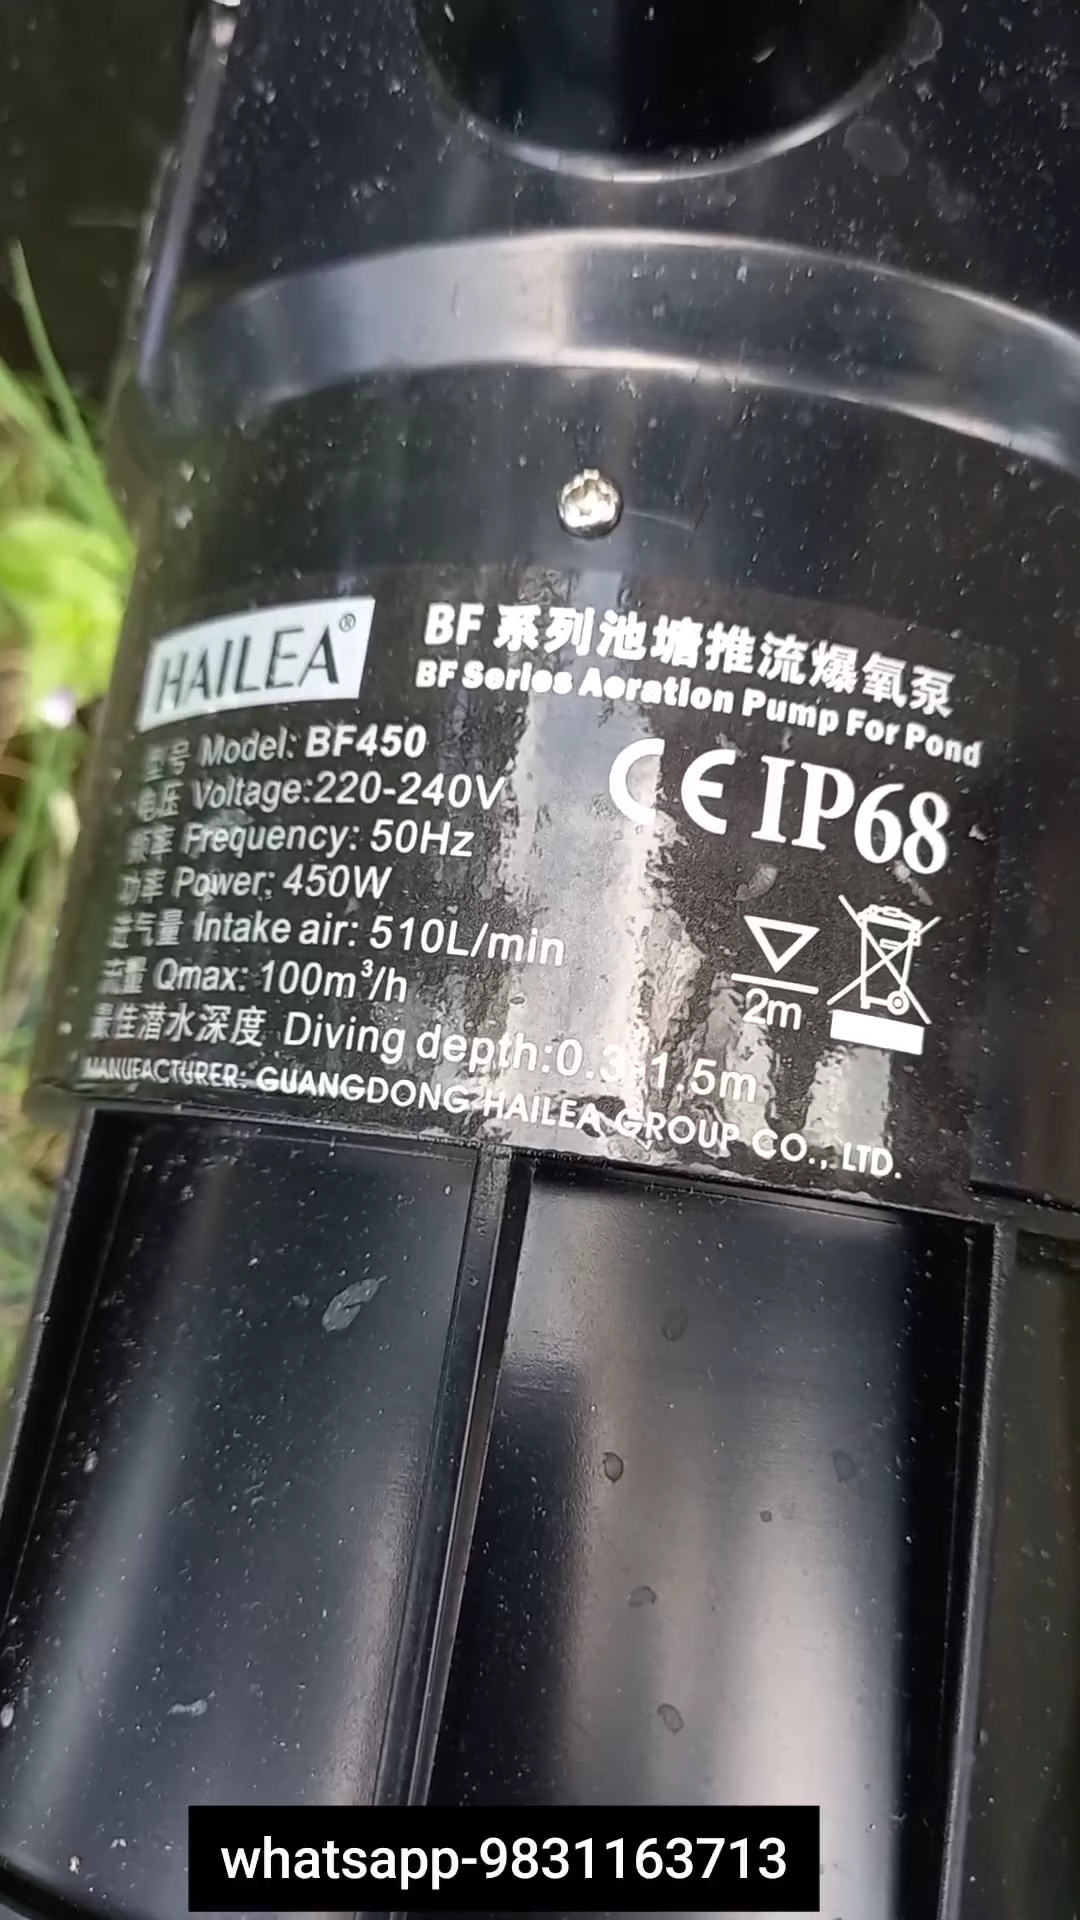 HAILEA®
BF 系列池塘推流爆氧泵
BF Series Aeration Pump For Pond
型号 Model: BF450
电压 Voltage:220-240V
频率 Frequency: 50Hz
功率 Power: 450W
进气量 Intake air: 510L/min
流量 Qmax: 100m³/h
最佳潜水深度 Diving depth:0.3-1.5m
MANUFACTURER: GUANGDONG HAILEA GROUP CO., LTD.
CE IP68
2m
whatsapp-9831163713